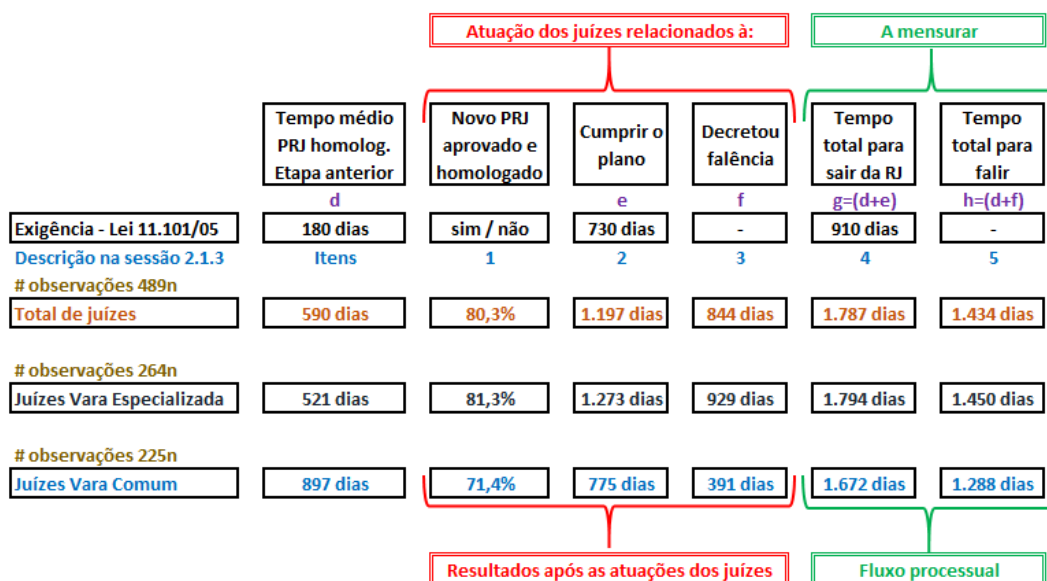 Atuação dos juízes relacionados à:
A mensurar
Tempo médio
PRJ homolog.
Etapa anterior
Novo PRJ
aprovado e
homologado
Cumprir o
plano
Decretou
falência
Tempo
total para
sair da RJ
Tempo
total para
falir
d e f g=(d+e) h=(d+f)
Exigência - Lei 11.101/05 180 dias sim / não 730 dias - 910 dias -
Descrição na sessão 2.1.3 Itens 1 2 3 4 5
# observações 489n
Total de juízes 590 dias 80,3% 1.197 dias 844 dias 1.787 dias 1.434 dias
# observações 264n
Juízes Vara Especializada 521 dias 81,3% 1.273 dias 929 dias 1.794 dias 1.450 dias
# observações 225n
Juízes Vara Comum 897 dias 71,4% 775 dias 391 dias 1.672 dias 1.288 dias
Resultados após as atuações dos juízes
Fluxo processual